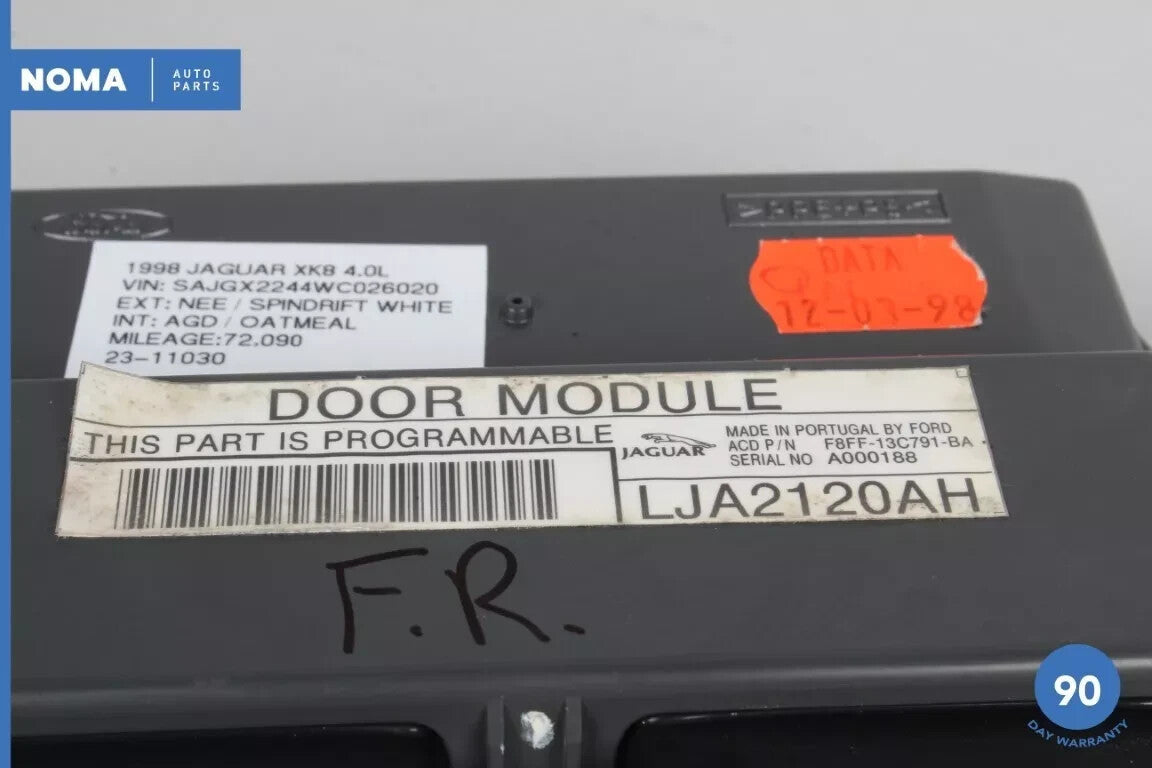 NOMA
AUTO
PARTS
1998 JAGUAR XK8 4.0L
VIN: SAJGX2244WC026020
EXT: NEE / SPINDRIFT WHITE
INT: AGD / OATMEAL
MILEAGE:72,090
23-11030
DATA
12-03-98
DOOR MODULE
THIS PART IS PROGRAMMABLE
JAGUAR
MADE IN PORTUGAL BY FORD
ACD P/N F8FF-13C791-BA
SERIAL NO A000188
LJA2120AH
F.R.
90
DAY WARRANTY